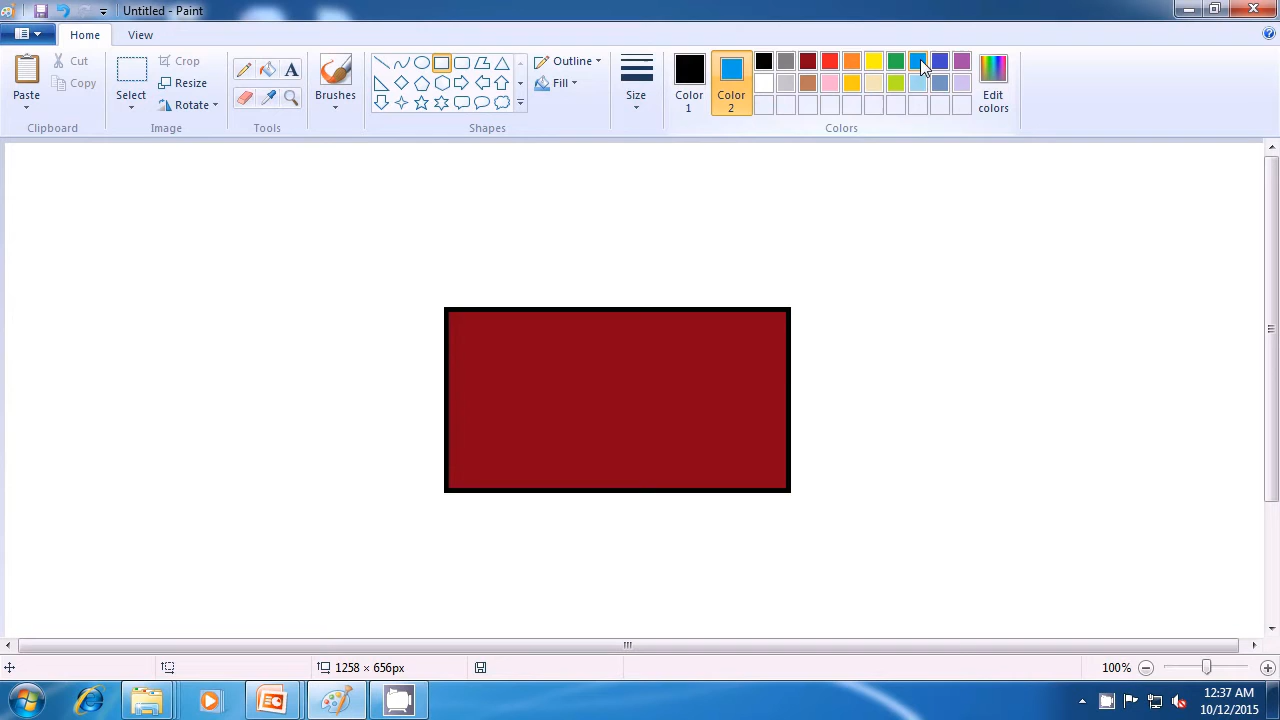 Untitled - Paint
Home View
Paste
Cut
Copy
Clipboard
Select
Crop
Resize
Rotate
Image
A
Tools
Brushes
Outline
Fill
Shapes
Size
Color 1
Color 2
Edit colors
Colors
1258 × 656px
100%
12:37 AM
10/12/2015